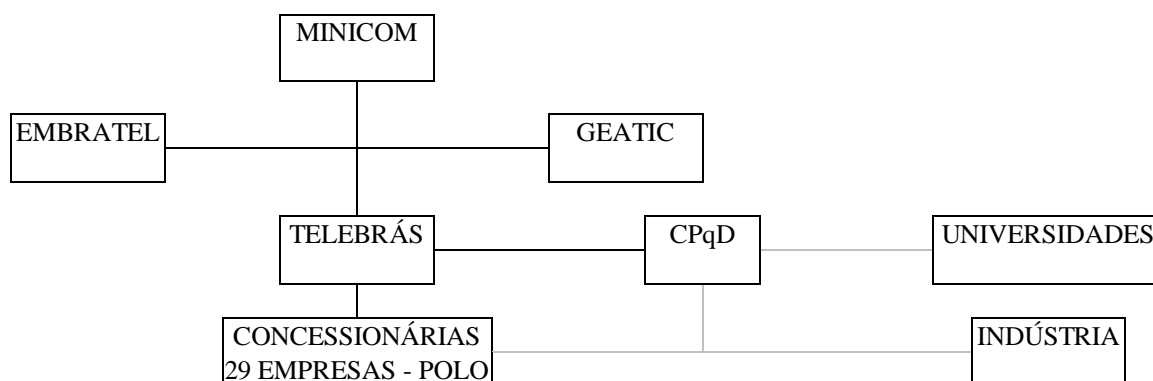 MINICOM
EMBRATEL
GEATIC
TELEBRÁS
CPqD
UNIVERSIDADES
CONCESSIONÁRIAS
29 EMPRESAS - POLO
INDÚSTRIA